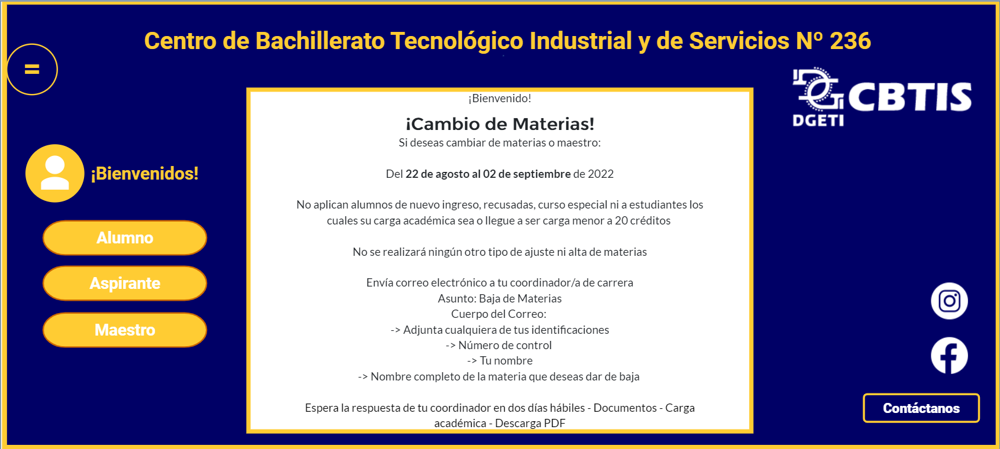 Centro de Bachillerato Tecnológico Industrial y de Servicios Nº 236
DGETI
CBTIS
¡Bienvenidos!
Alumno
Aspirante
Maestro
¡Bienvenido!
¡Cambio de Materias!
Si deseas cambiar de materias o maestro:
Del 22 de agosto al 02 de septiembre de 2022
No aplican alumnos de nuevo ingreso, recusadas, curso especial ni a estudiantes los
cuales su carga académica sea o llegue a ser carga menor a 20 créditos
No se realizará ningún otro tipo de ajuste ni alta de materias
Envía correo electrónico a tu coordinador/a de carrera
Asunto: Baja de Materias
Cuerpo del Correo:
-> Adjunta cualquiera de tus identificaciones
-> Número de control
-> Tu nombre
-> Nombre completo de la materia que deseas dar de baja
Espera la respuesta de tu coordinador en dos días hábiles - Documentos - Carga
académica - Descarga PDF
Contáctanos